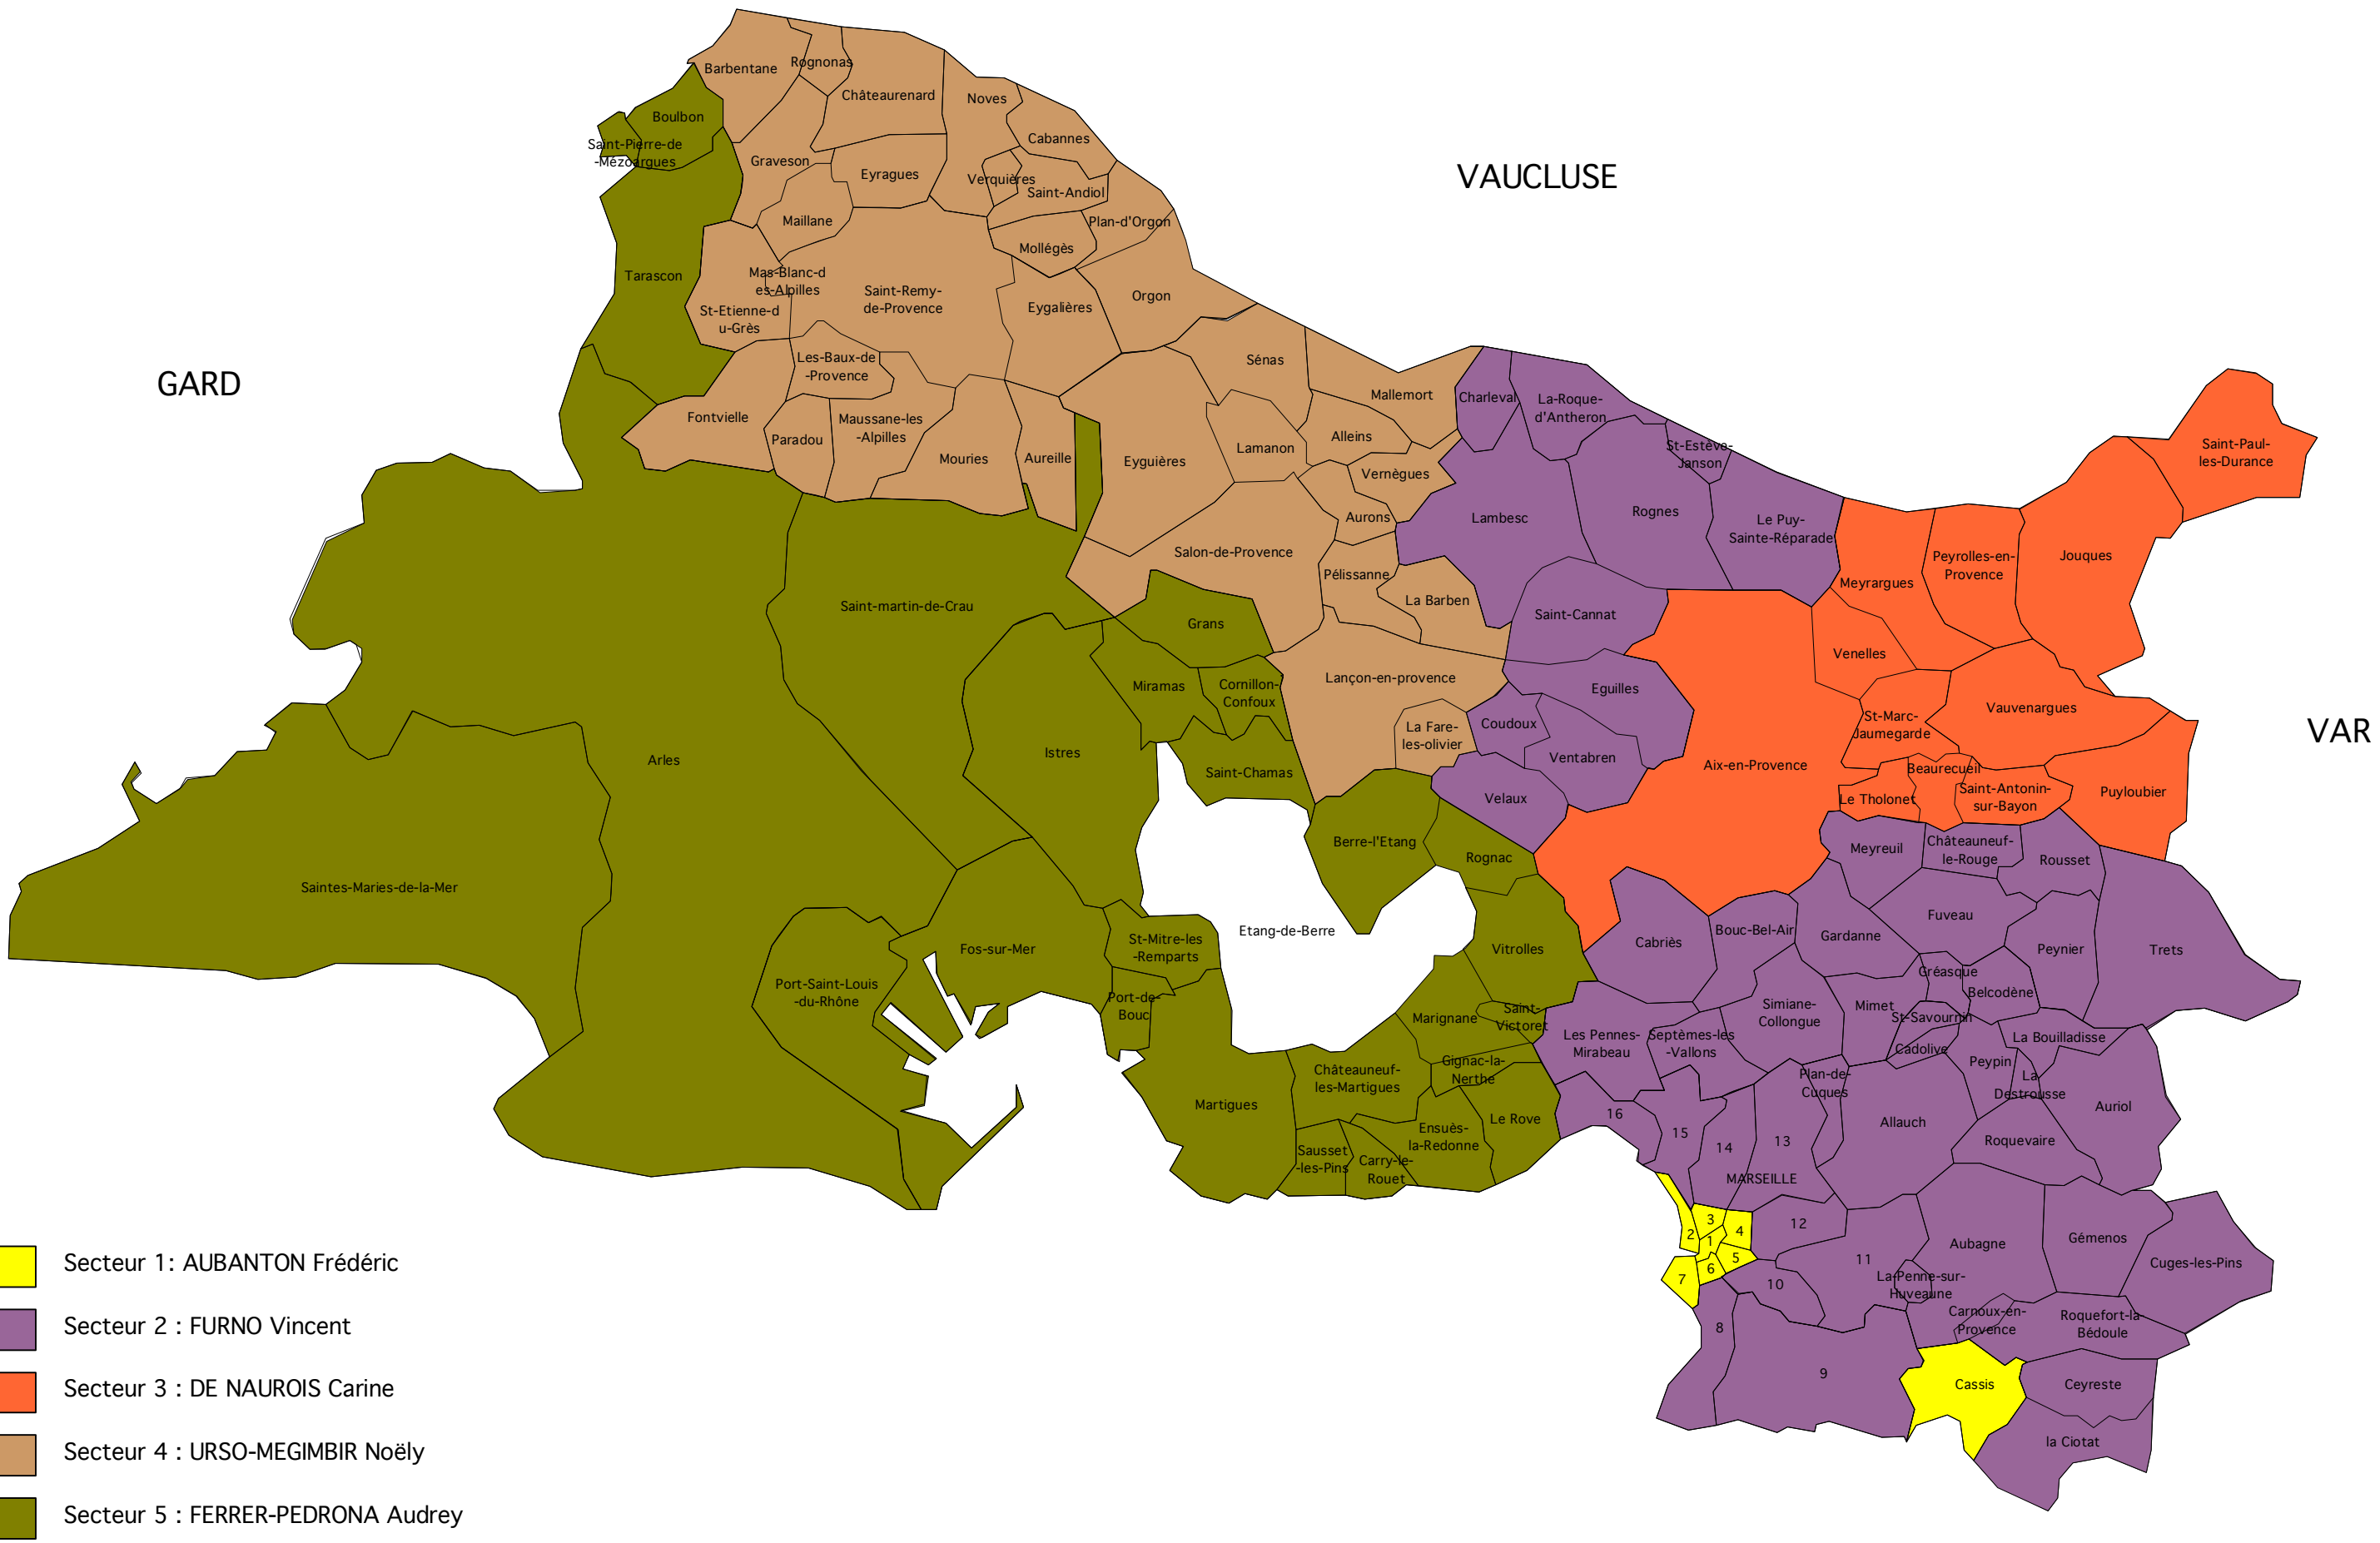 Barbentane
Rognonas
Châteaurenard
Noves
Boulbon
Cabannes
Saint-Pierre-de
-Mézoargues
Graveson
Eyragues
Verquières
Saint-Andiol
VAUCLUSE
Maillane
Plan-d'Orgon
Mollégès
Tarascon
Mas-Blanc-d
es-Alpilles
Saint-Remy-
de-Provence
Eygalières
Orgon
St-Etienne-d
u-Grès
GARD
Les-Baux-de
-Provence
Sénas
Mallemort
Charleval
La-Roque-
d'Antheron
Fontvielle
Paradou
Maussane-les
-Alpilles
Mouries
Aureille
Eyguières
Lamanon
Alleins
Vernègues
St-Estève-
Janson
Saint-Paul-
les-Durance
Aurons
Lambesc
Rognes
Le Puy-
Sainte-Réparade
Salon-de-Provence
Pélissanne
La Barben
Meyrargues
Peyrolles-en-
Provence
Jouques
Saint-martin-de-Crau
Grans
Saint-Cannat
Venelles
Miramas
Cornillon-
Confoux
Lançon-en-provence
Eguilles
Vauvenargues
La Fare-
les-olivier
Coudoux
St-Marc-
Jaumegarde
VAR
Arles
Istres
Saint-Chamas
Ventabren
Aix-en-Provence
Beaurecueil
Velaux
Le Tholonet
Saint-Antonin-
sur-Bayon
Puyloubier
Berre-l'Etang
Rognac
Meyreuil
Châteauneuf-
le-Rouge
Rousset
Saintes-Maries-de-la-Mer
Etang-de-Berre
Fos-sur-Mer
St-Mitre-les
-Remparts
Vitrolles
Cabriès
Bouc-Bel-Air
Gardanne
Fuveau
Peynier
Trets
Port-Saint-Louis
-du-Rhône
Port-de-
Bouc
Marignane
Saint-
Victoret
Les Pennes-
Mirabeau
Septèmes-les
-Vallons
Simiane-
Collongue
Mimet
Gréasque
Belcodène
St-Savournin
Cadolive
La Bouilladisse
Peypin
La
Destrousse
Châteauneuf-
les-Martigues
Gignac-la-
Nerthe
Plan-de-
Cuques
Martigues
Le Rove
16
15
14
13
Allauch
Auriol
Ensuès-
la-Redonne
Roquevaire
Sausset
-les-Pins
Carry-le-
Rouet
MARSEILLE
3
2
4
1
5
6
7
12
11
10
Aubagne
Gémenos
Cuges-les-Pins
La-Penne-sur-
Huveaune
8
Carnoux-en-
Provence
Roquefort-la-
Bédoule
9
Cassis
Ceyreste
la Ciotat
Secteur 1: AUBANTON Frédéric
Secteur 2 : FURNO Vincent
Secteur 3 : DE NAUROIS Carine
Secteur 4 : URSO-MEGIMBIR Noëly
Secteur 5 : FERRER-PEDRONA Audrey